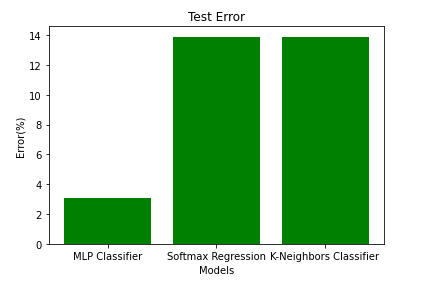 Test Error
14
12
10
8
6
4
2
0
Error(%)
MLP Classifier Softmax Regression K-Neighbors Classifier
Models